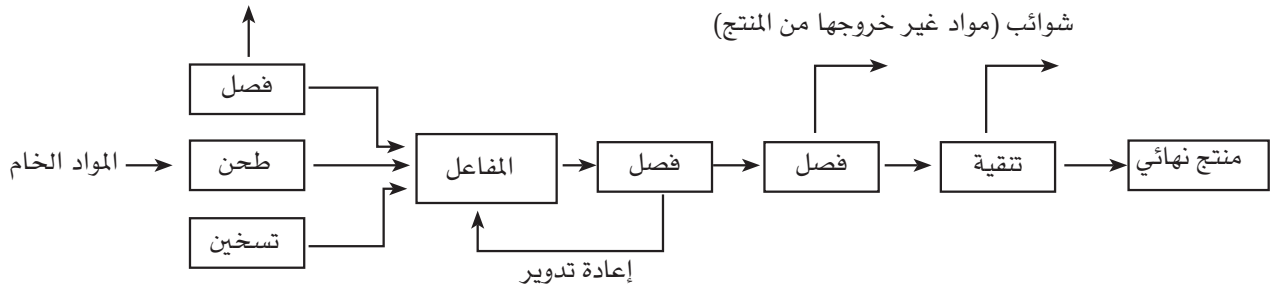 شوائب (مواد غير خروجها من المنتج)
فصل
المواد الخام
طحن
تسخين
المفاعل
فصل
فصل
تنقية
منتج نهائي
إعادة تدوير